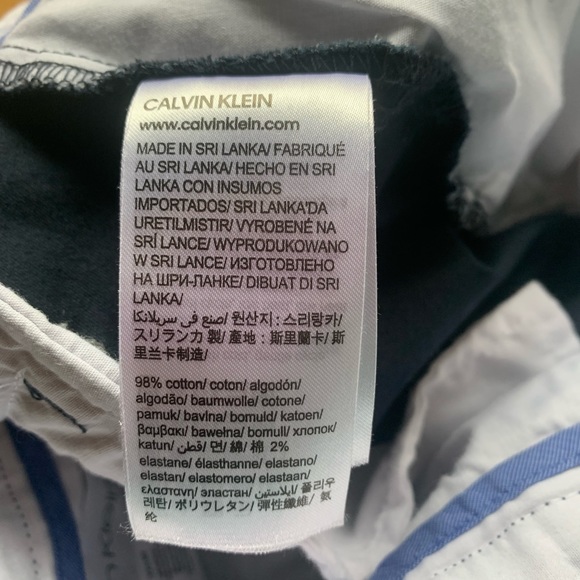 CALVIN KLEIN
www.calvinklein.com
MADE IN SRI LANKA/ FABRIQUÉ
AU SRI LANKA/ HECHO EN SRI
LANKA CON INSUMOS
IMPORTADOS/ SRI LANKA'DA
URETILMISTIR/ VYROBENÉ NA
SRÍ LANCE/ WYPRODUKOWANO
W SRI LANCE/ ИЗГОТОВЛЕНО
НА ШРИ-ЛАНКЕ/ DIBUAT DI SRI
LANKA/
صنع في سريلانكا/ 원산지 : 스리랑카/
スリランカ 製/ 產地 : 斯里蘭卡/ 斯
里兰卡制造/
98% cotton/ coton/ algodón/
algodão/ baumwolle/ cotone/
pamuk/ bavlna/ bomuld/ katoen/
βαμβακι/ bawełna/ bomull/ хлопок/
katun/ قطن/ 면/ 綿/ 棉 2%
elastane/ élasthanne/ elastano/
elastan/ elastomero/ elastaan/
ελαστανη/ эластан/ إيلاستين/ 폴리우
레탄/ ポリウレタン/ 彈性纖維/ 氨
纶